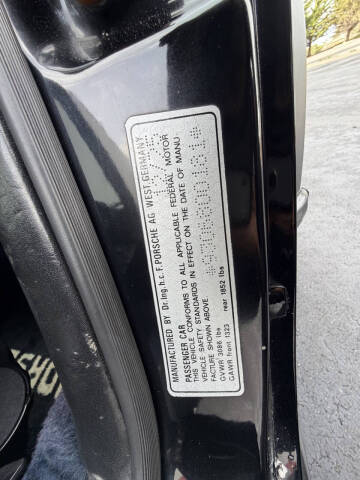 MANUFACTURED BY Dr.Ing.h.c.F.PORSCHE AG WEST GERMANY
PASSENGER CAR
THIS VEHICLE CONFORMS TO ALL APPLICABLE FEDERAL MOTOR
VEHICLE SAFETY STANDARDS IN EFFECT ON THE DATE OF MANU
FACTURE SHOWN ABOVE.
GVWR 3086 lbs
GAWR front 1323 rear 1852 lbs